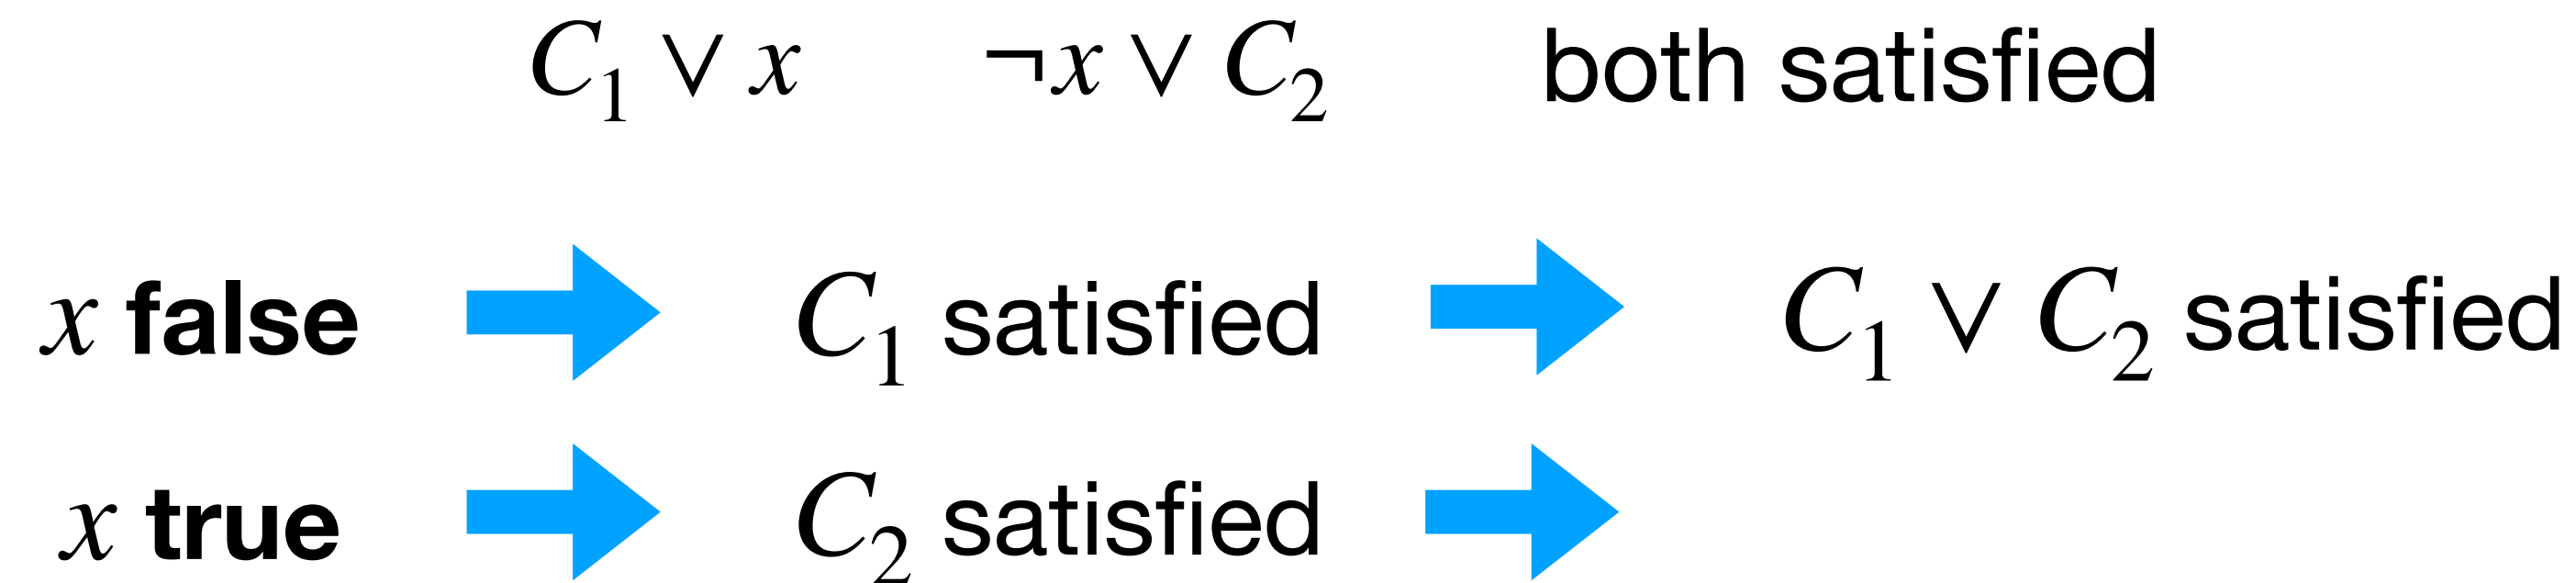 C₁ ∨ x ¬x ∨ C₂ both satisfied
x false C₁ satisfied C₁ ∨ C₂ satisfied
x true C₂ satisfied